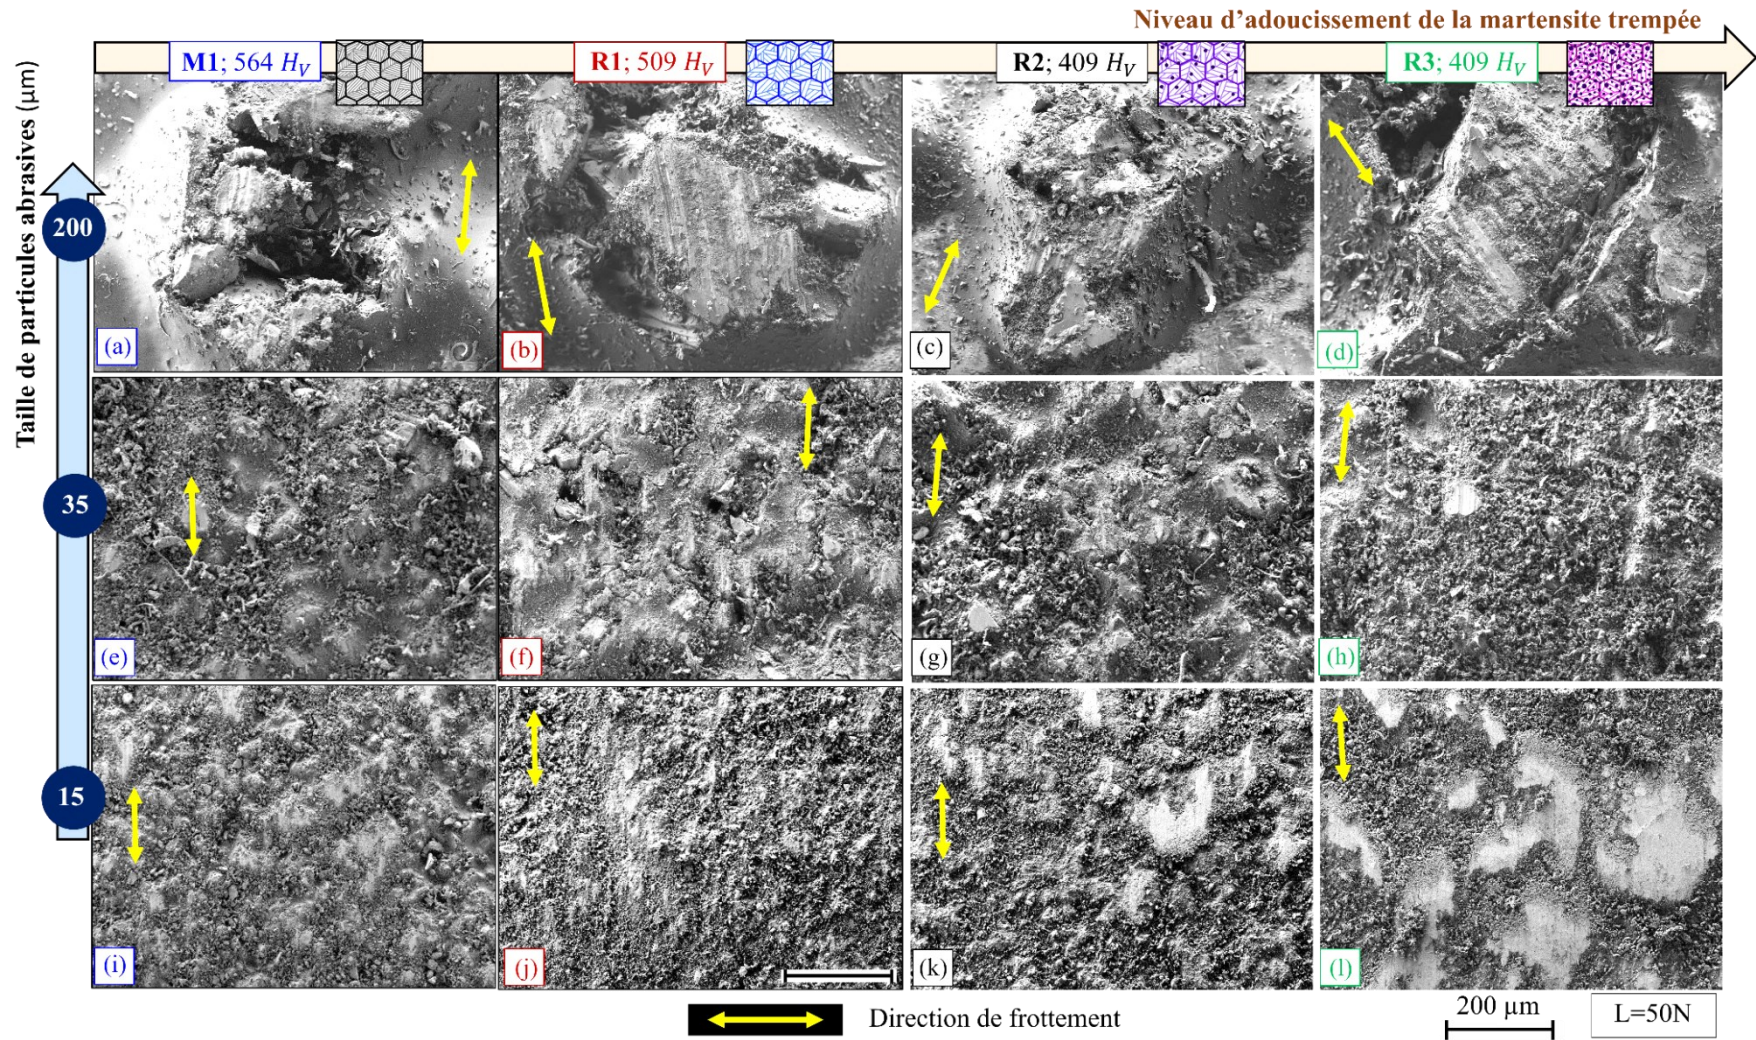 Niveau d'adoucissement de la martensite trempée
M1; 564 HV
R1; 509 HV
R2; 409 HV
R3; 409 HV
Taille de particules abrasives (µm)
200
(a)
(b)
(c)
(d)
35
(e)
(f)
(g)
(h)
15
(i)
(j)
(k)
(l)
Direction de frottement
200 µm
L=50N